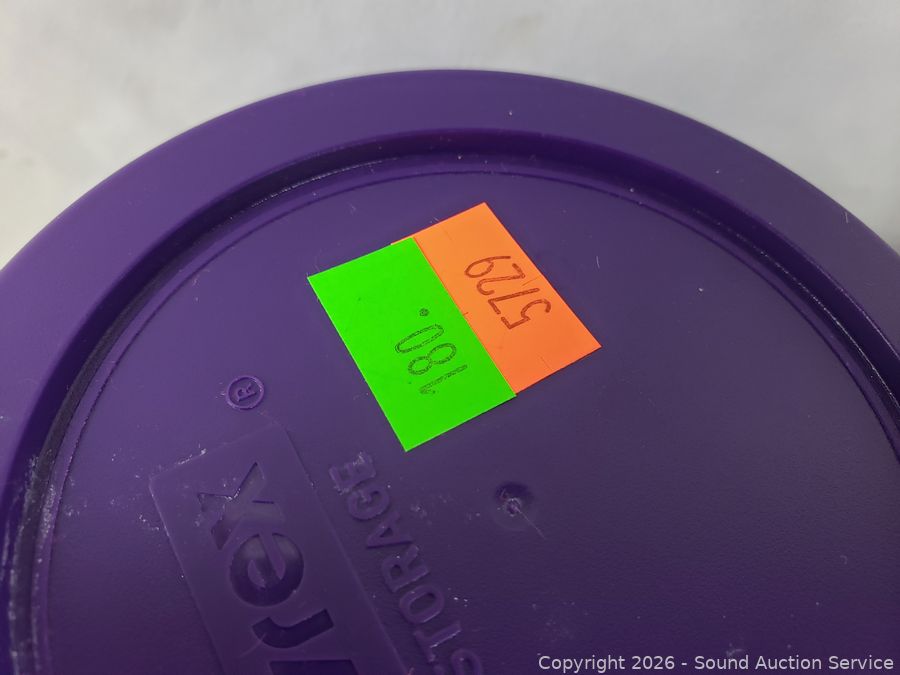 180.
5729
rex®
STORAGE
Copyright 2026 - Sound Auction Service